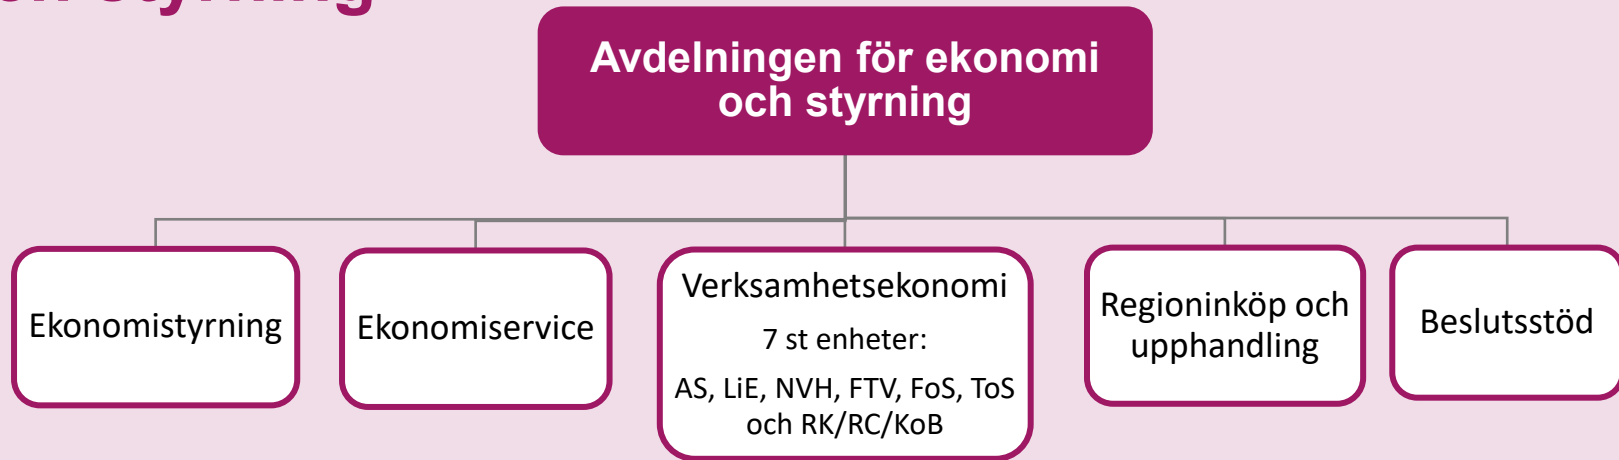 styrning
Avdelningen för ekonomi
och styrning
Ekonomistyrning
Ekonomiservice
Verksamhetsekonomi
7 st enheter:
AS, LiE, NVH, FTV, FoS, ToS
och RK/RC/KoB
Regioninköp och
upphandling
Beslutsstöd